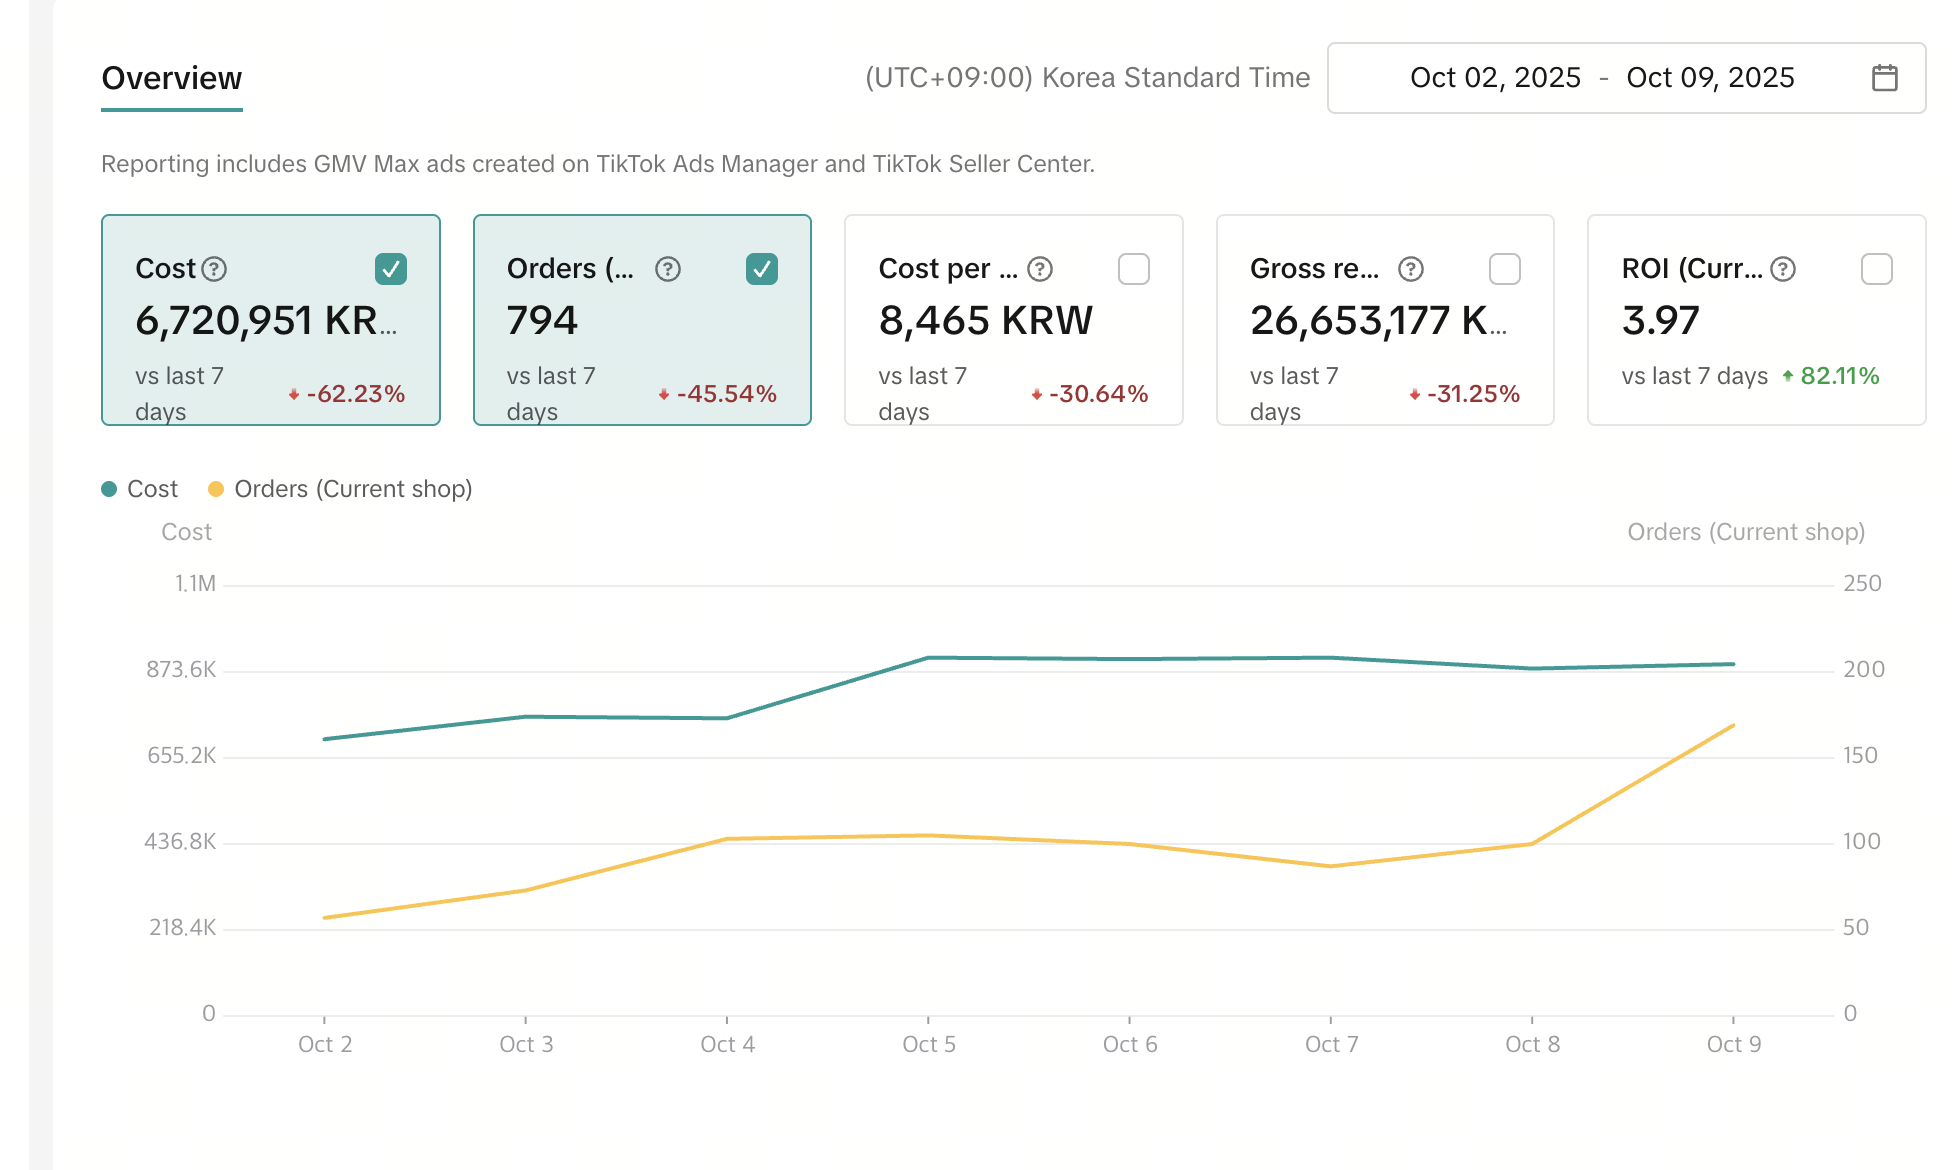 Overview
(UTC+09:00) Korea Standard Time
Oct 02, 2025 - Oct 09, 2025
Reporting includes GMV Max ads created on TikTok Ads Manager and TikTok Seller Center.
Cost
6,720,951 KR...
vs last 7 days
-62.23%
Orders (...
794
vs last 7 days
-45.54%
Cost per ...
8,465 KRW
vs last 7 days
-30.64%
Gross re...
26,653,177 K...
vs last 7 days
-31.25%
ROI (Curr...
3.97
vs last 7 days
82.11%
Cost
Orders (Current shop)
Cost
Orders (Current shop)
1.1M
250
873.6K
200
655.2K
150
436.8K
100
218.4K
50
0
0
Oct 2
Oct 3
Oct 4
Oct 5
Oct 6
Oct 7
Oct 8
Oct 9